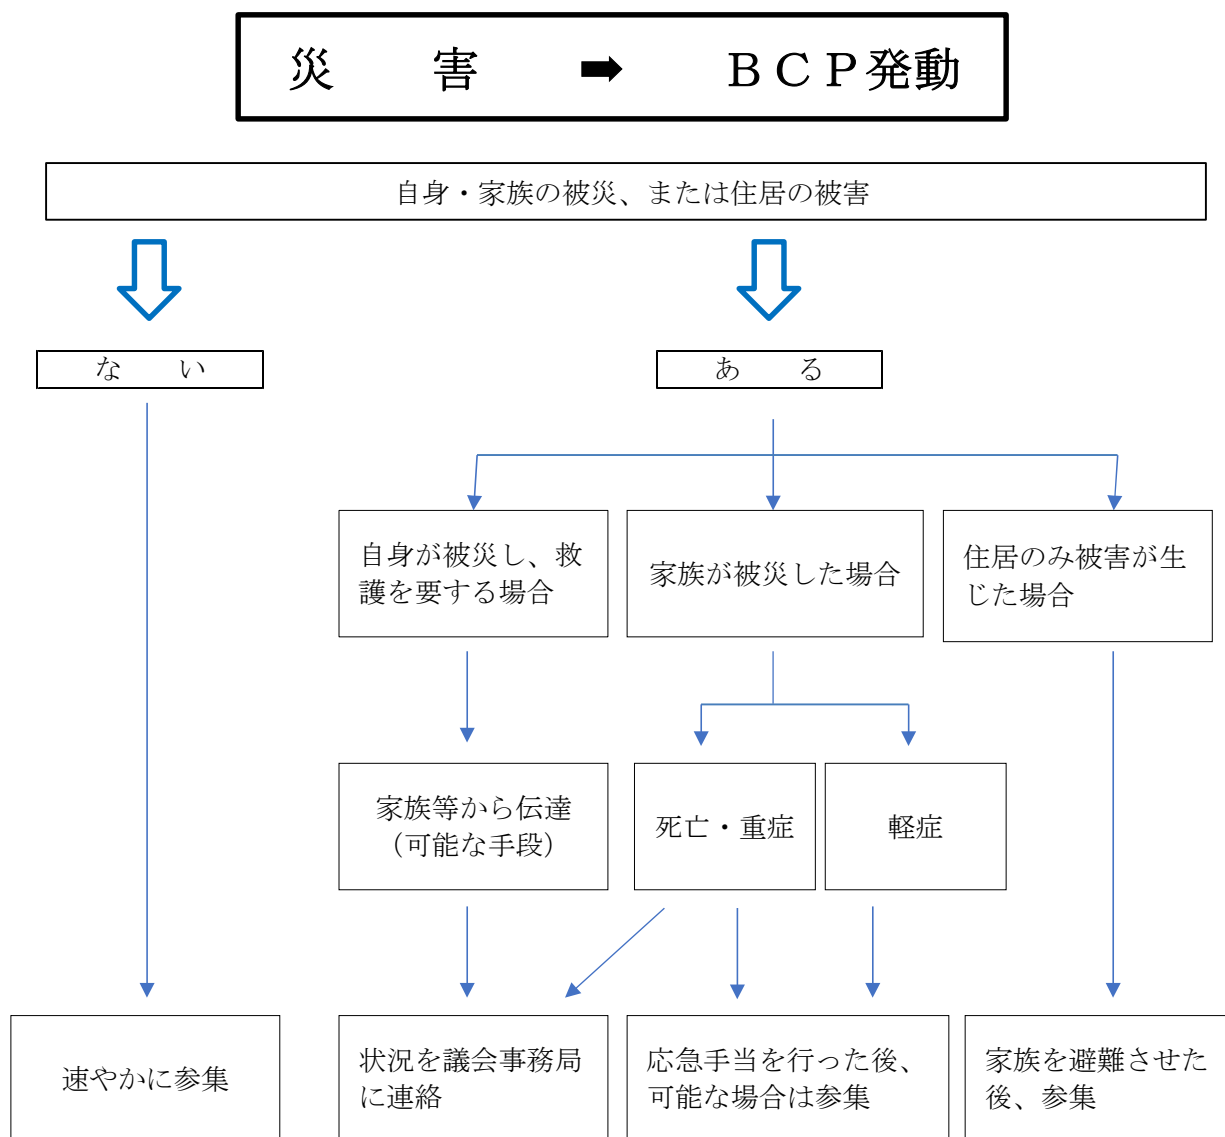 災　害　➡　ＢＣＰ発動
自身・家族の被災、または住居の被害
な　い
あ　る
自身が被災し、救
護を要する場合
家族が被災した場合
住居のみ被害が生
じた場合
家族等から伝達
（可能な手段）
死亡・重症
軽症
速やかに参集
状況を議会事務局
に連絡
応急手当を行った後、
可能な場合は参集
家族を避難させた
後、参集